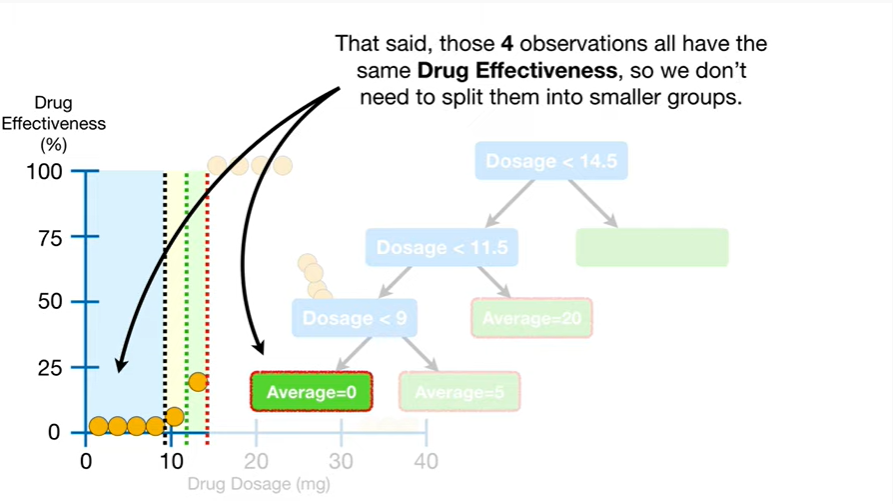 That said, those 4 observations all have the
same Drug Effectiveness, so we don't
need to split them into smaller groups.
Drug
Effectiveness
(%)
100
75
50
25
0
0
10
20
30
40
Drug Dosage (mg)
Dosage < 14.5
Dosage < 11.5
Dosage < 9
Average=20
Average=0
Average=5